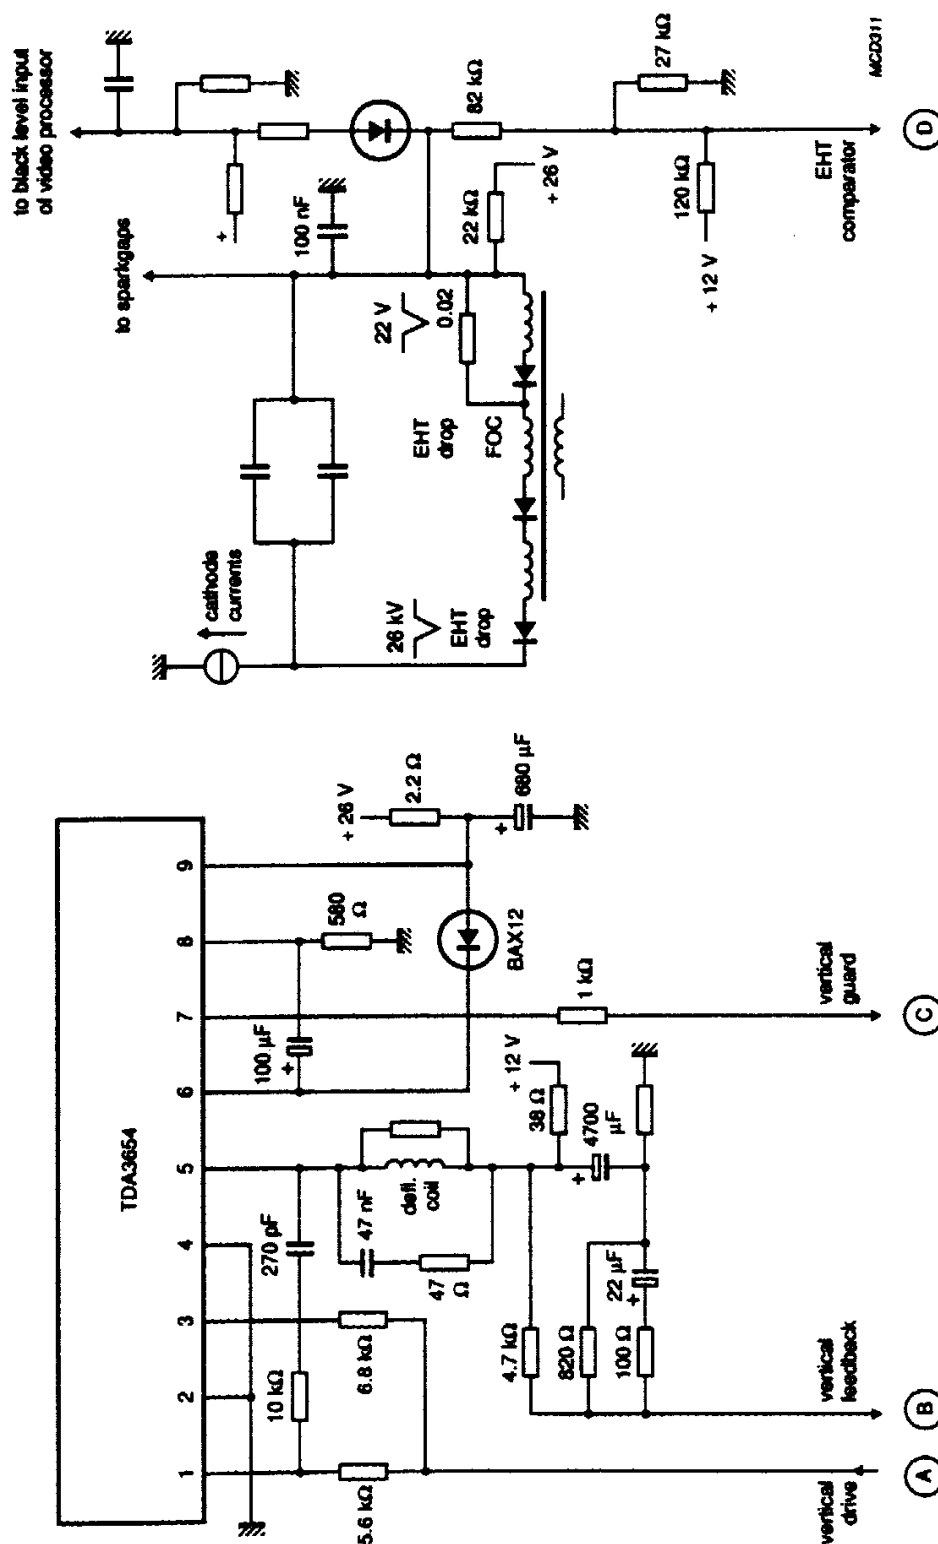 to black level input
of video processor
27 kΩ
MCD311
82 kΩ
+
100 nF
22 kΩ
+ 26 V
120 kΩ
EHT
comparator
D
+ 12 V
to sparkgaps
22 V
0.02
EHT
drop
FOC
cathode
currents
26 kV
EHT
drop
TDA3654
9
8
7
6
5
4
3
2
1
+ 26 V
2.2 Ω
+
680 µF
580
Ω
BAX12
100 µF
+
1 kΩ
vertical
guard
C
+ 12 V
38 Ω
4700
µF
+
defl.
coil
47 nF
47
Ω
270 pF
22 µF
+
4.7 kΩ
820 Ω
100 Ω
vertical
feedback
B
6.8 kΩ
10 kΩ
5.6 kΩ
vertical
drive
A